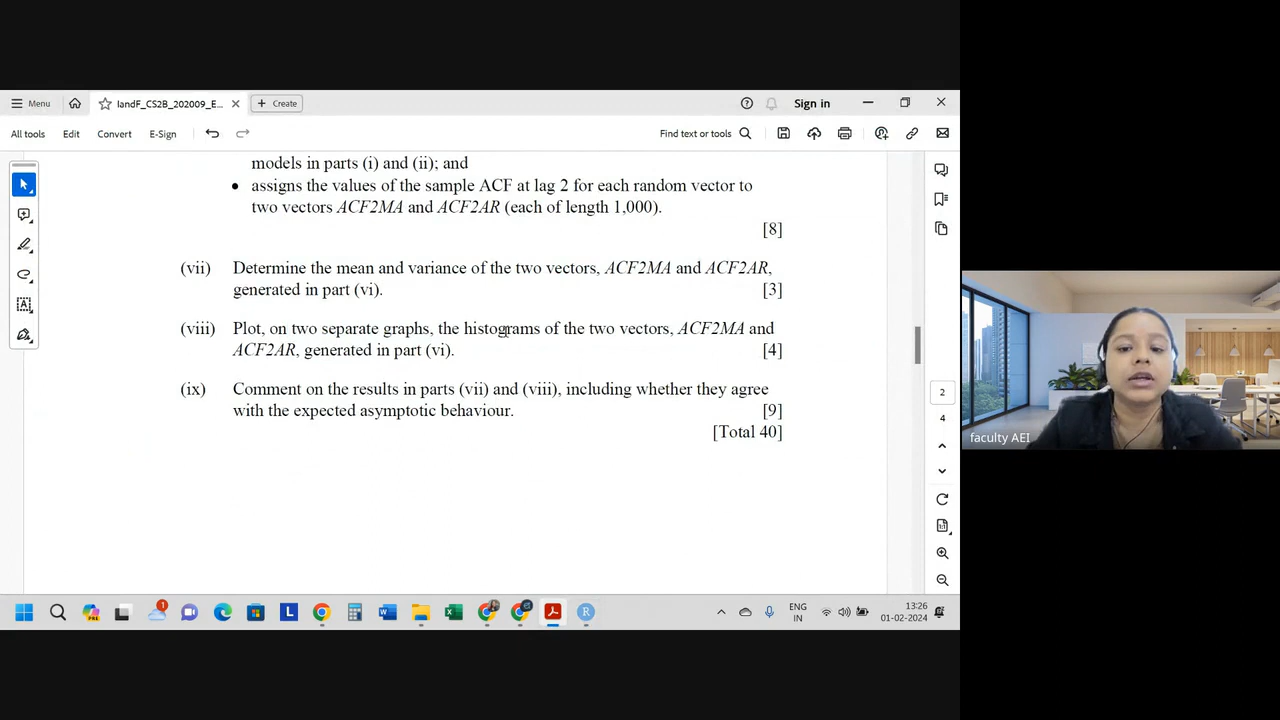 Menu
IandF_CS2B_202009_E...
Create
Sign in
All tools
Edit
Convert
E-Sign
Find text or tools
models in parts (i) and (ii); and
• assigns the values of the sample ACF at lag 2 for each random vector to
two vectors ACF2MA and ACF2AR (each of length 1,000).
[8]
(vii) Determine the mean and variance of the two vectors, ACF2MA and ACF2AR,
generated in part (vi). [3]
(viii) Plot, on two separate graphs, the histograms of the two vectors, ACF2MA and
ACF2AR, generated in part (vi). [4]
(ix) Comment on the results in parts (vii) and (viii), including whether they agree
with the expected asymptotic behaviour. [9]
[Total 40]
2
4
faculty AEI
1
PRE
L
R
ENG
IN
13:26
01-02-2024